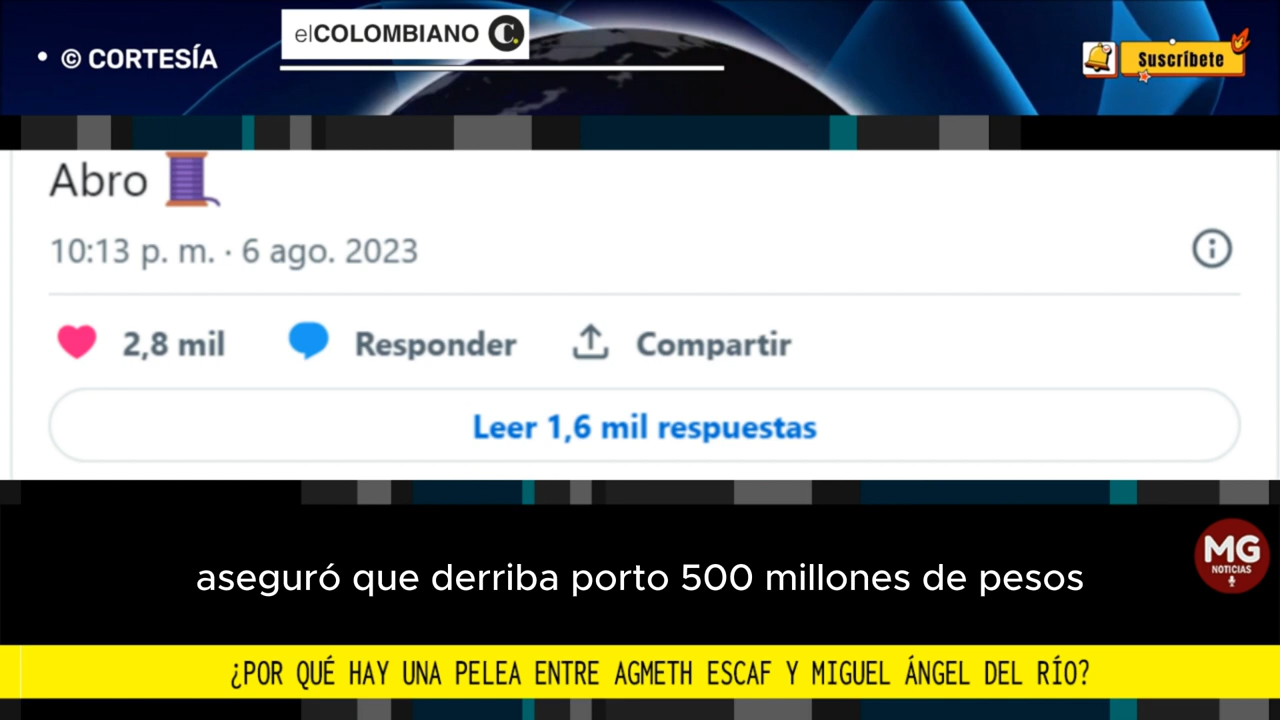 • © CORTESÍA
elCOLOMBIANO C.
Suscríbete
Abro
10:13 p. m. · 6 ago. 2023
2,8 mil Responder Compartir
Leer 1,6 mil respuestas
aseguró que derriba porto 500 millones de pesos
MG
NOTICIAS
¿POR QUÉ HAY UNA PELEA ENTRE AGMETH ESCAF Y MIGUEL ÁNGEL DEL RÍO?